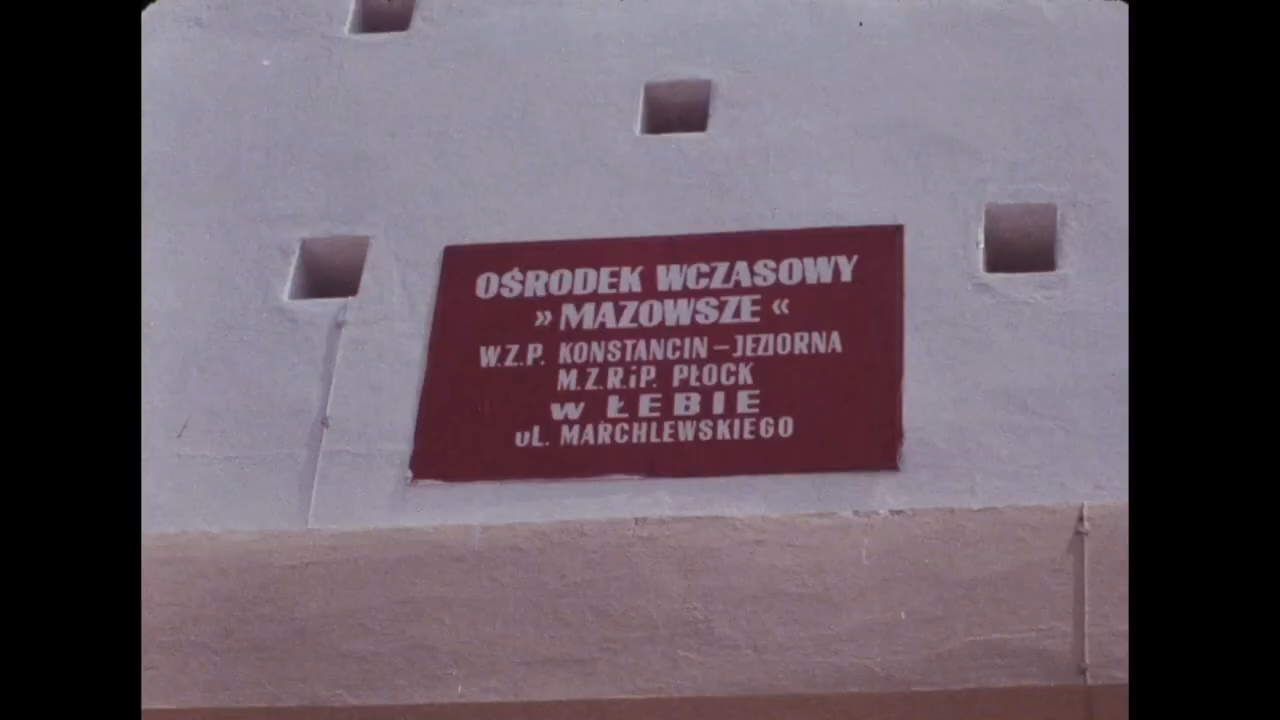 OŚRODEK WCZASOWY
» MAZOWSZE «
W.Z.P. KONSTANCIN – JEZIORNA
M.Z.R.iP. PŁOCK
w ŁEBIE
uL. MARCHLEWSKIEGO